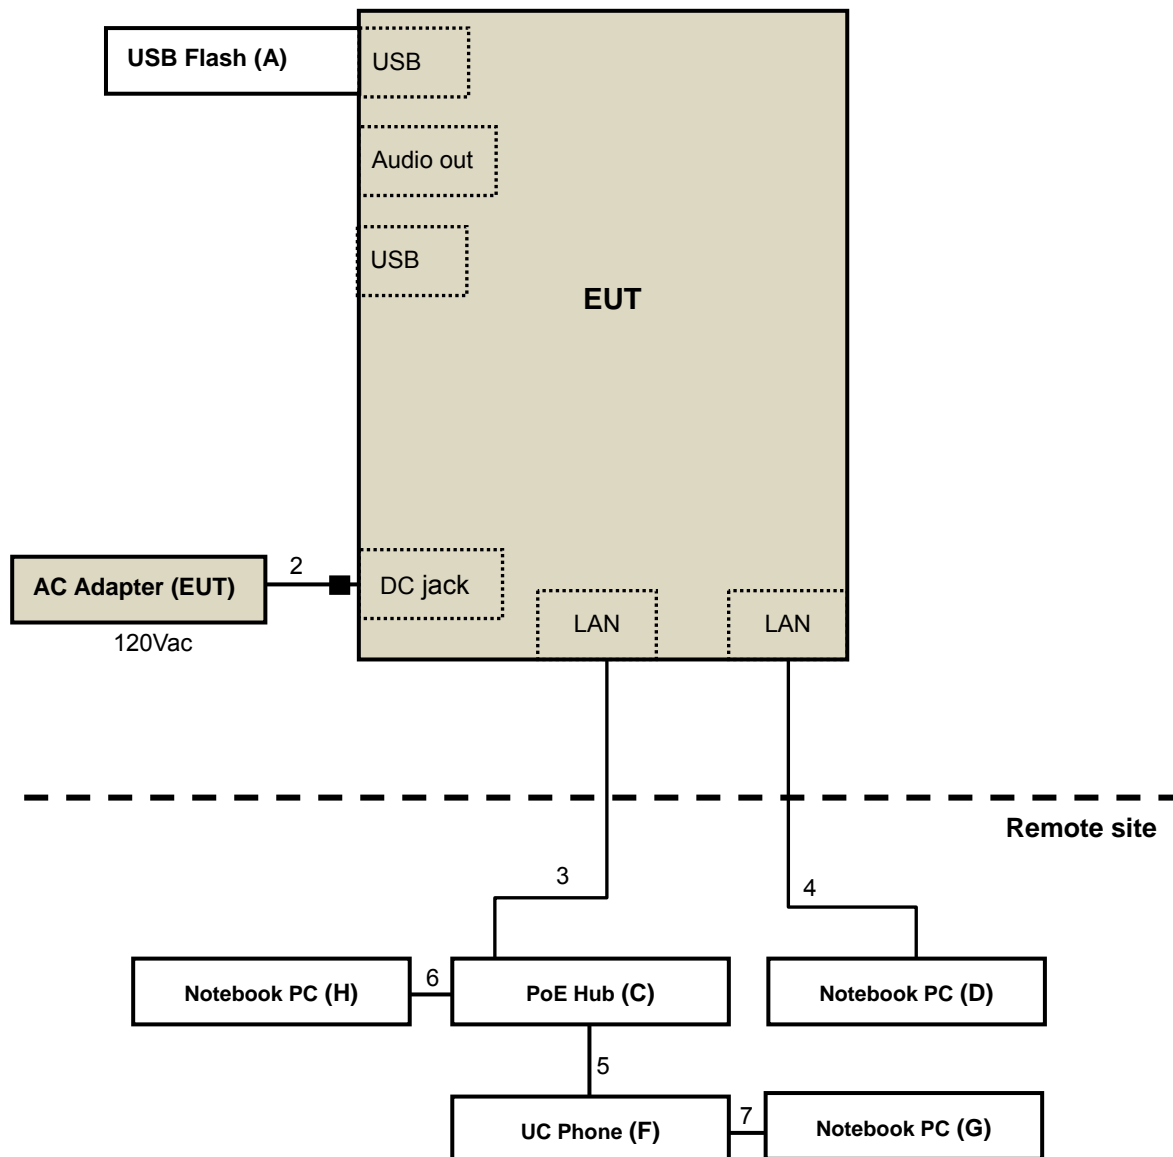 USB Flash (A)
USB
Audio out
USB
EUT
2
AC Adapter (EUT)
DC jack
120Vac
LAN
LAN
Remote site
3
4
Notebook PC (H)
6
PoE Hub (C)
Notebook PC (D)
5
UC Phone (F)
7
Notebook PC (G)